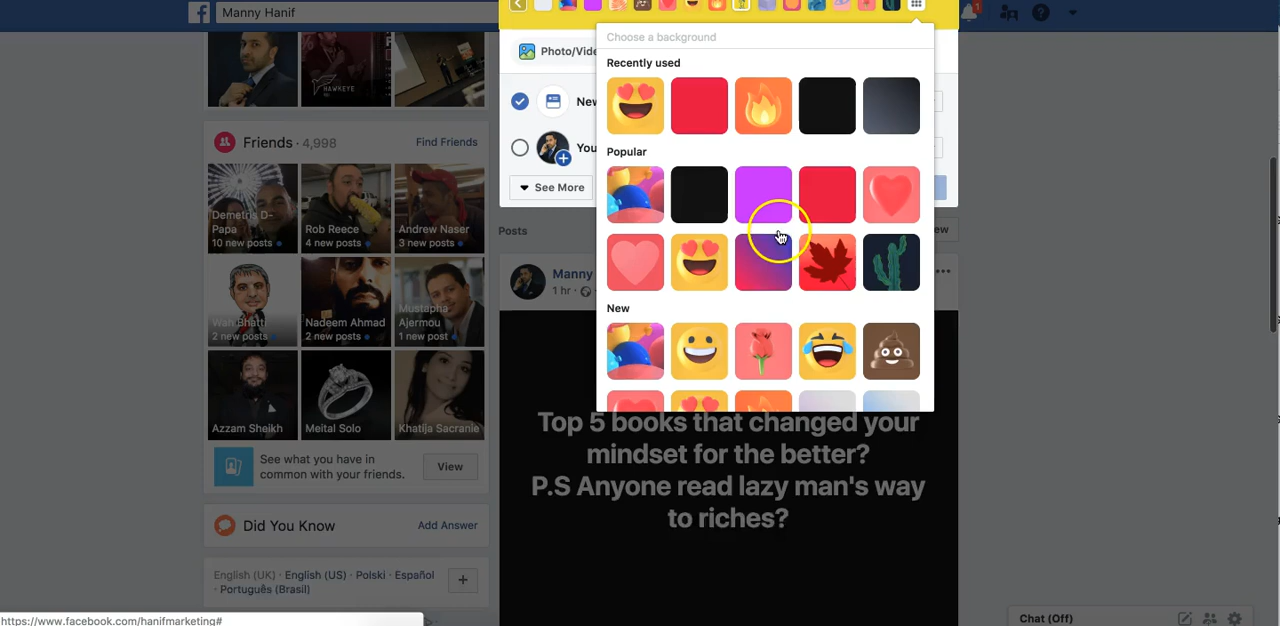 Manny Hanif
1
Choose a background
Photo/Vide
Recently used
New
You
Popular
See More
Friends · 4,998
Find Friends
Demetris D-
Papa
10 new posts
Rob Reece
4 new posts
Andrew Naser
3 new posts
Posts
ew
Manny
1 hr ·
New
Wah Bhatti
2 new posts
Nadeem Ahmad
2 new posts
Mustapha
Ajermou
1 new post
HAWKEYE
Azzam Sheikh
Meital Solo
Khatija Sacranie
See what you have in
common with your friends.
View
Top 5 books that changed your
mindset for the better?
P.S Anyone read lazy man's way
to riches?
Did You Know
Add Answer
English (UK) · English (US) · Polski · Español
· Português (Brasil)
+
https://www.facebook.com/hanifmarketing#
Chat (Off)